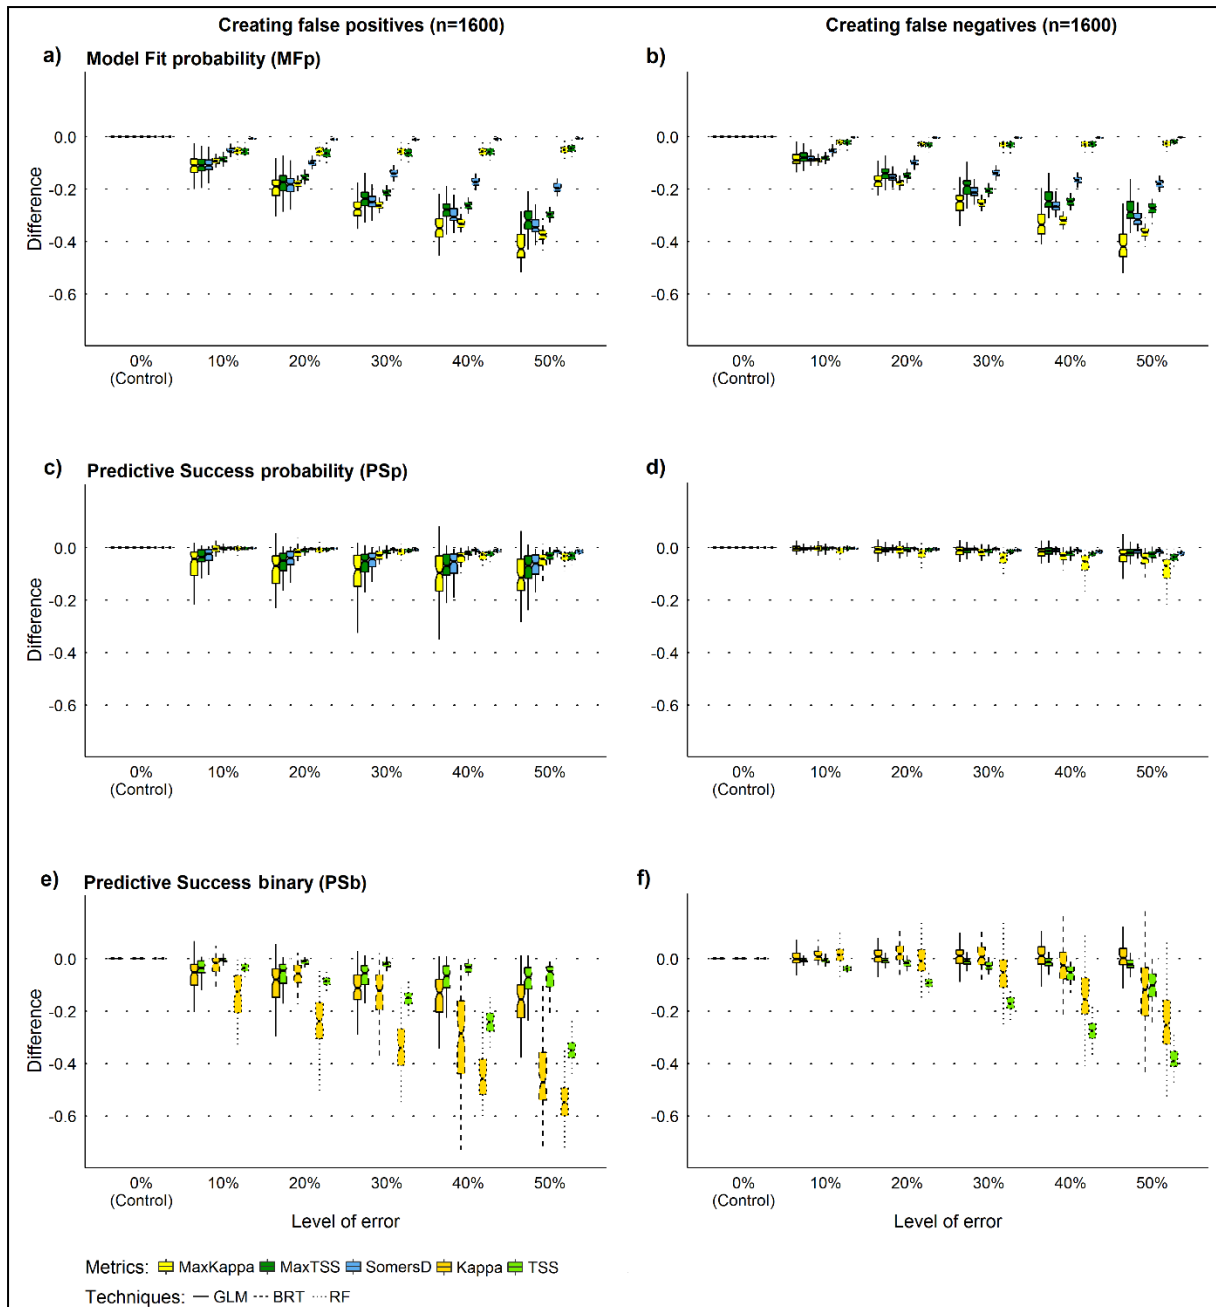 Creating false positives (n=1600)
Creating false negatives (n=1600)
a) Model Fit probability (MFp)
b)
0.0
-0.2
-0.4
-0.6
Difference
0% 10% 20% 30% 40% 50%
(Control)
0.0
-0.2
-0.4
-0.6
0% 10% 20% 30% 40% 50%
(Control)
c) Predictive Success probability (PSp)
d)
0.0
-0.2
-0.4
-0.6
Difference
0% 10% 20% 30% 40% 50%
(Control)
0.0
-0.2
-0.4
-0.6
0% 10% 20% 30% 40% 50%
(Control)
e) Predictive Success binary (PSb)
f)
0.0
-0.2
-0.4
-0.6
Difference
0% 10% 20% 30% 40% 50%
(Control)
Level of error
0.0
-0.2
-0.4
-0.6
0% 10% 20% 30% 40% 50%
(Control)
Level of error
Metrics: MaxKappa MaxTSS SomersD Kappa TSS
Techniques: GLM BRT RF